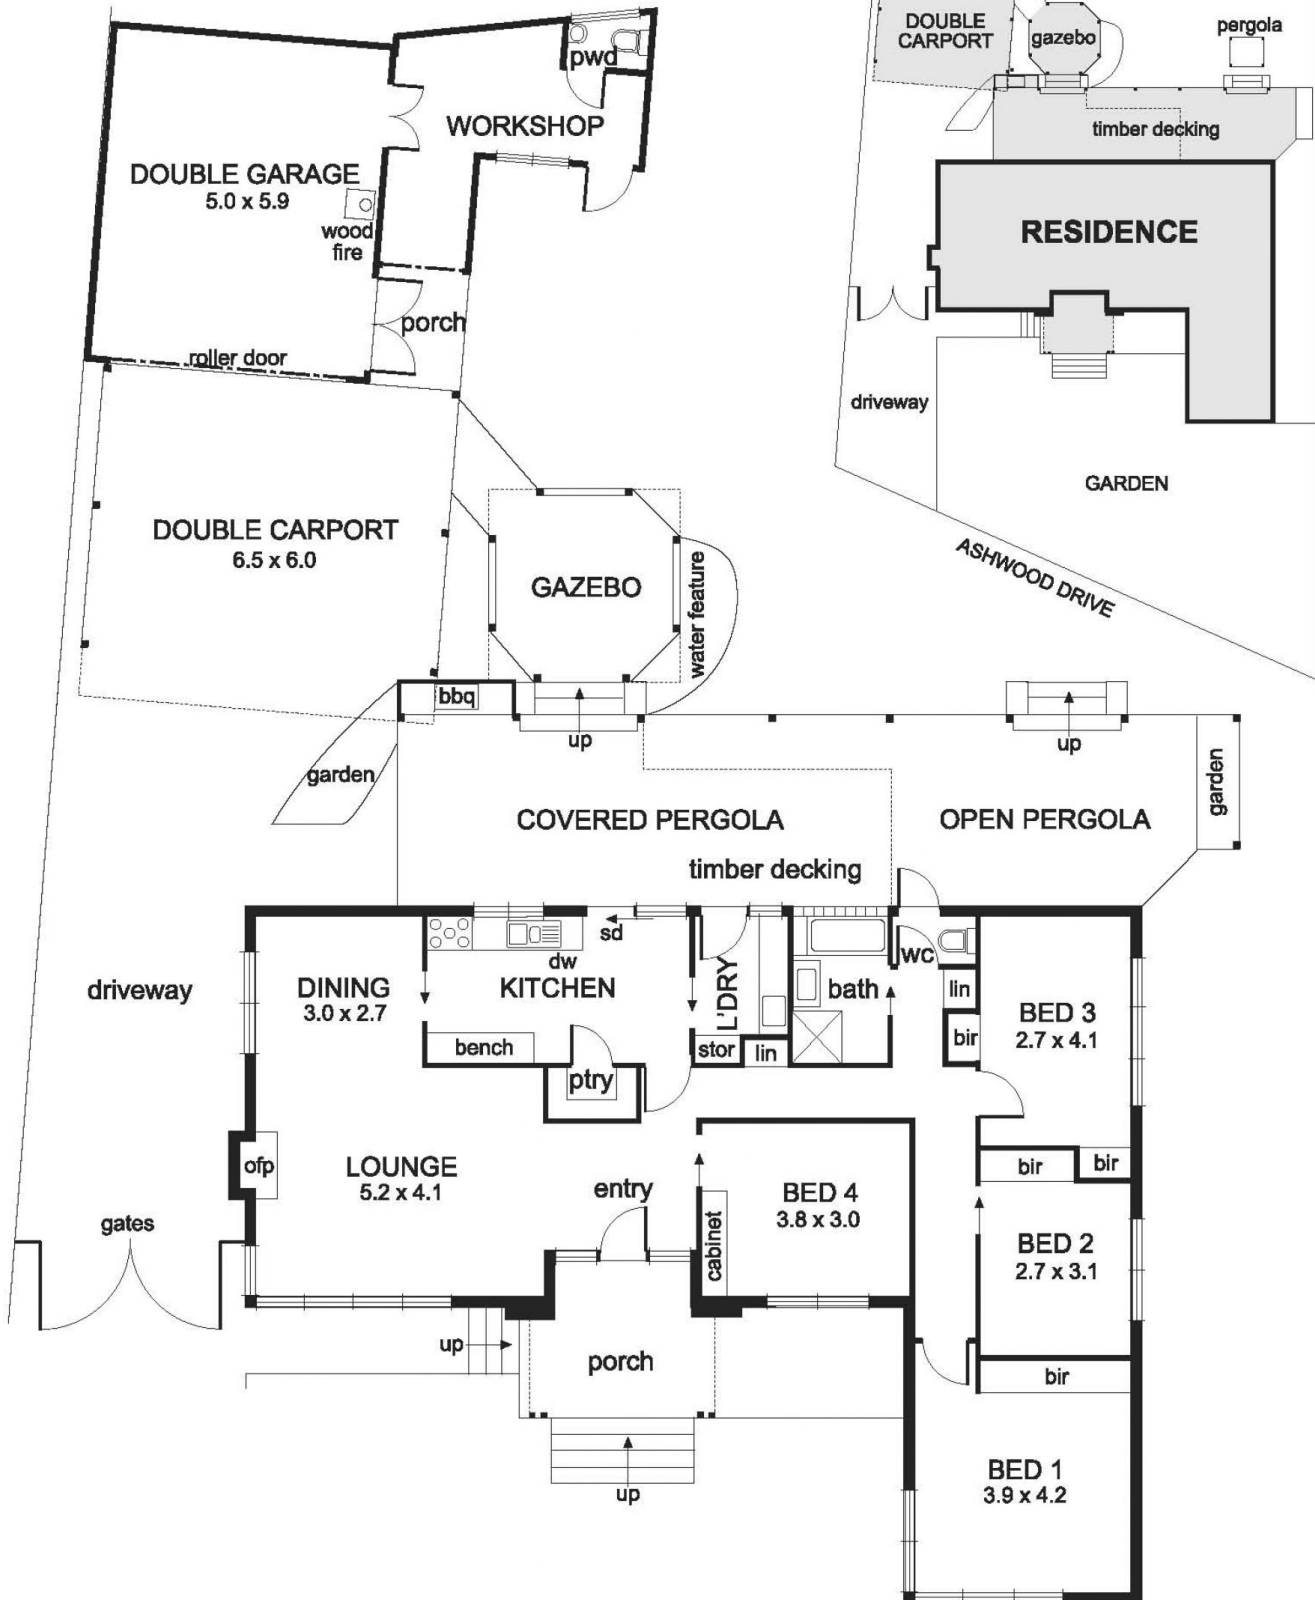 pwd
WORKSHOP
DOUBLE GARAGE
5.0 x 5.9
wood
fire
porch
roller door
DOUBLE CARPORT
6.5 x 6.0
GAZEBO
water feature
bbq
up
up
garden
garden
COVERED PERGOLA
OPEN PERGOLA
timber decking
DOUBLE
CARPORT
gazebo
pergola
timber decking
RESIDENCE
driveway
GARDEN
ASHWOOD DRIVE
driveway
gates
DINING
3.0 x 2.7
sd
dw
KITCHEN
bench
ptry
L'DRY
stor
lin
bath
wc
lin
bir
BED 3
2.7 x 4.1
ofp
LOUNGE
5.2 x 4.1
entry
cabinet
BED 4
3.8 x 3.0
bir
bir
BED 2
2.7 x 3.1
up
porch
up
bir
BED 1
3.9 x 4.2